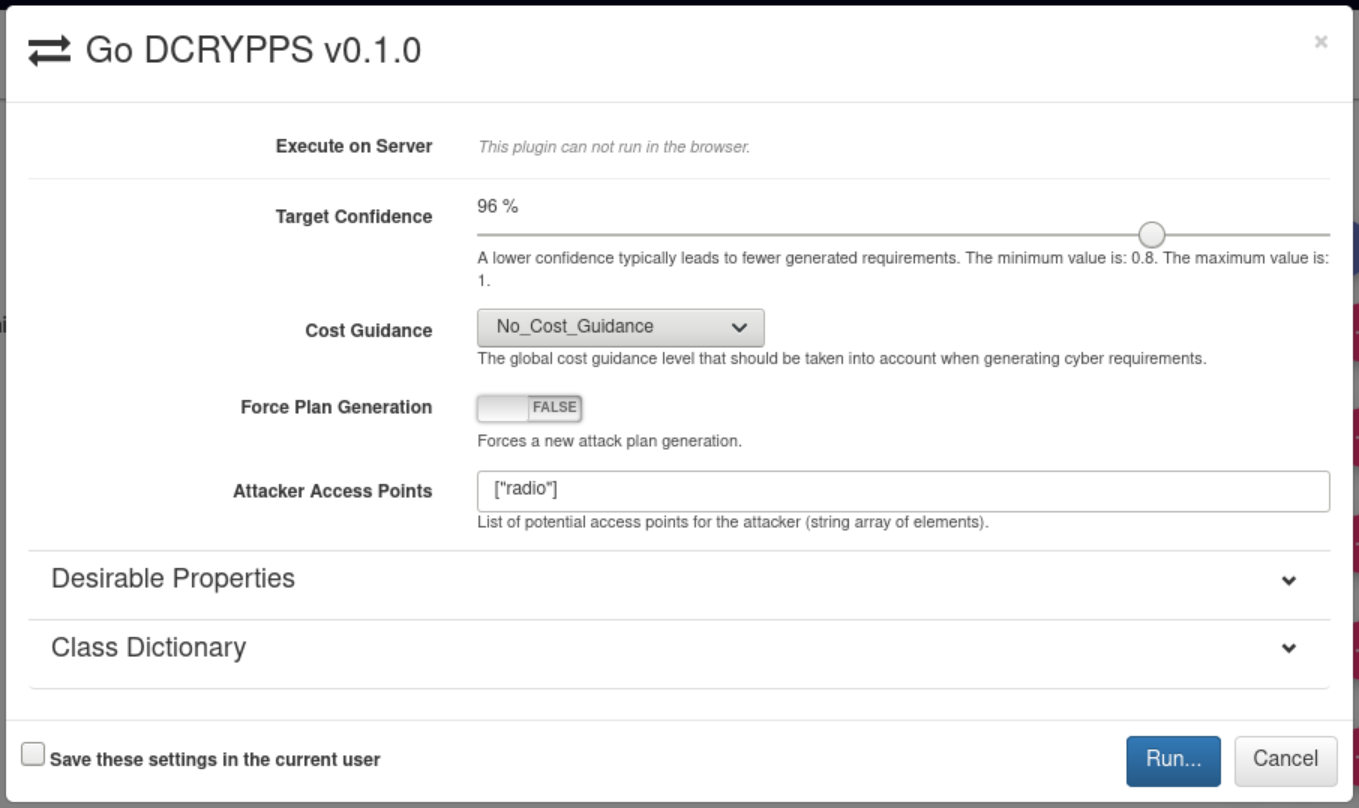 Go DCRYPPS v0.1.0
×
Execute on Server
This plugin can not run in the browser.
Target Confidence
96 %
A lower confidence typically leads to fewer generated requirements. The minimum value is: 0.8. The maximum value is:
1.
Cost Guidance
No_Cost_Guidance
The global cost guidance level that should be taken into account when generating cyber requirements.
Force Plan Generation
FALSE
Forces a new attack plan generation.
Attacker Access Points
["radio"]
List of potential access points for the attacker (string array of elements).
Desirable Properties
Class Dictionary
Save these settings in the current user
Run...
Cancel